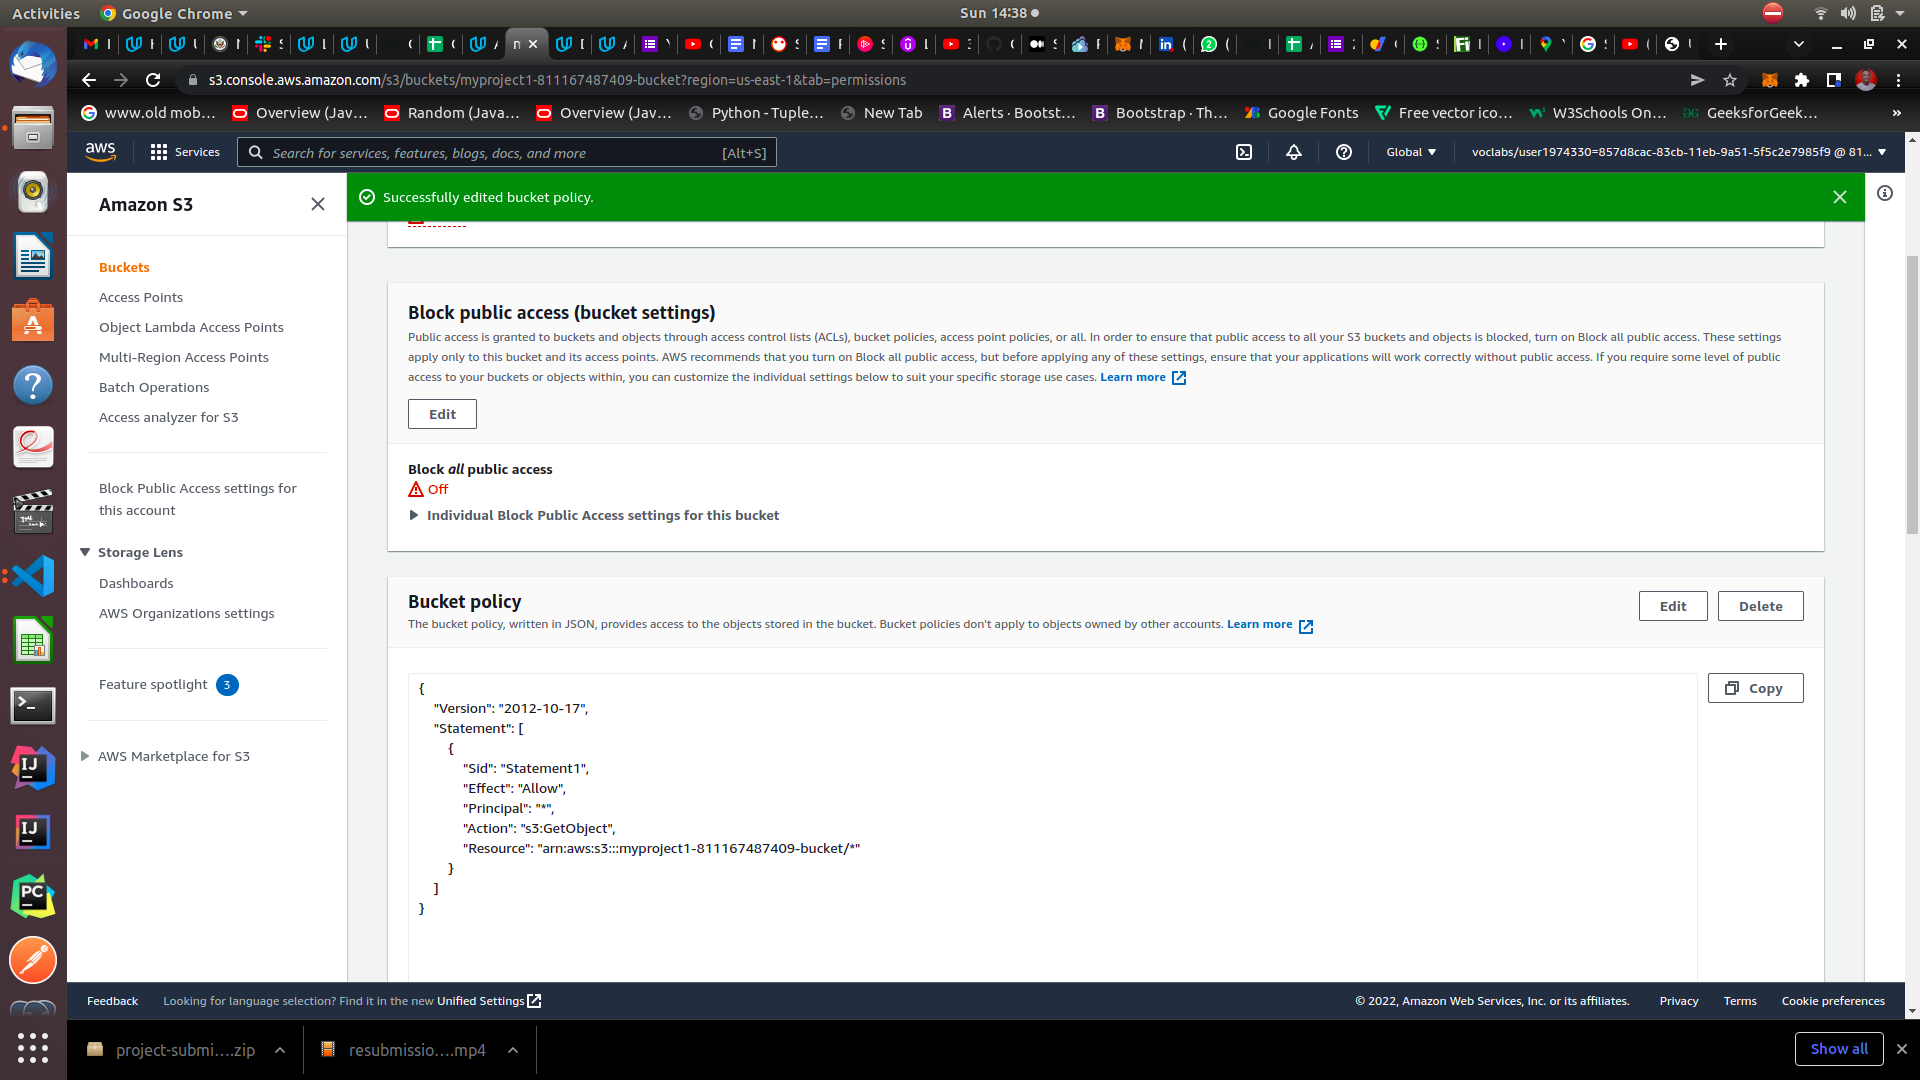 Activities
Google Chrome
Sun 14:38
s3.console.aws.amazon.com/s3/buckets/myproject1-811167487409-bucket?region=us-east-1&tab=permissions
www.old mob…
Overview (Jav…
Random (Java…
Overview (Jav…
Python - Tuple…
New Tab
Alerts · Bootst…
Bootstrap · Th…
Google Fonts
Free vector ico…
W3Schools On…
GeeksforGeek…
»
aws
Services
Search for services, features, blogs, docs, and more
[Alt+S]
Global
voclabs/user1974330=857d8cac-83cb-11eb-9a51-5f5c2e7985f9 @ 81...
Amazon S3
Successfully edited bucket policy.
Buckets
Access Points
Object Lambda Access Points
Multi-Region Access Points
Batch Operations
Access analyzer for S3
Block Public Access settings for
this account
Storage Lens
Dashboards
AWS Organizations settings
Feature spotlight 3
AWS Marketplace for S3
Block public access (bucket settings)
Public access is granted to buckets and objects through access control lists (ACLs), bucket policies, access point policies, or all. In order to ensure that public access to all your S3 buckets and objects is blocked, turn on Block all public access. These settings
apply only to this bucket and its access points. AWS recommends that you turn on Block all public access, but before applying any of these settings, ensure that your applications will work correctly without public access. If you require some level of public
access to your buckets or objects within, you can customize the individual settings below to suit your specific storage use cases. Learn more
Edit
Block all public access
Off
Individual Block Public Access settings for this bucket
Bucket policy
Edit
Delete
The bucket policy, written in JSON, provides access to the objects stored in the bucket. Bucket policies don't apply to objects owned by other accounts. Learn more
Copy
{
"Version": "2012-10-17",
"Statement": [
{
"Sid": "Statement1",
"Effect": "Allow",
"Principal": "*",
"Action": "s3:GetObject",
"Resource": "arn:aws:s3:::myproject1-811167487409-bucket/*"
}
]
}
Feedback
Looking for language selection? Find it in the new Unified Settings
© 2022, Amazon Web Services, Inc. or its affiliates.
Privacy
Terms
Cookie preferences
project-submi….zip
resubmissio….mp4
Show all